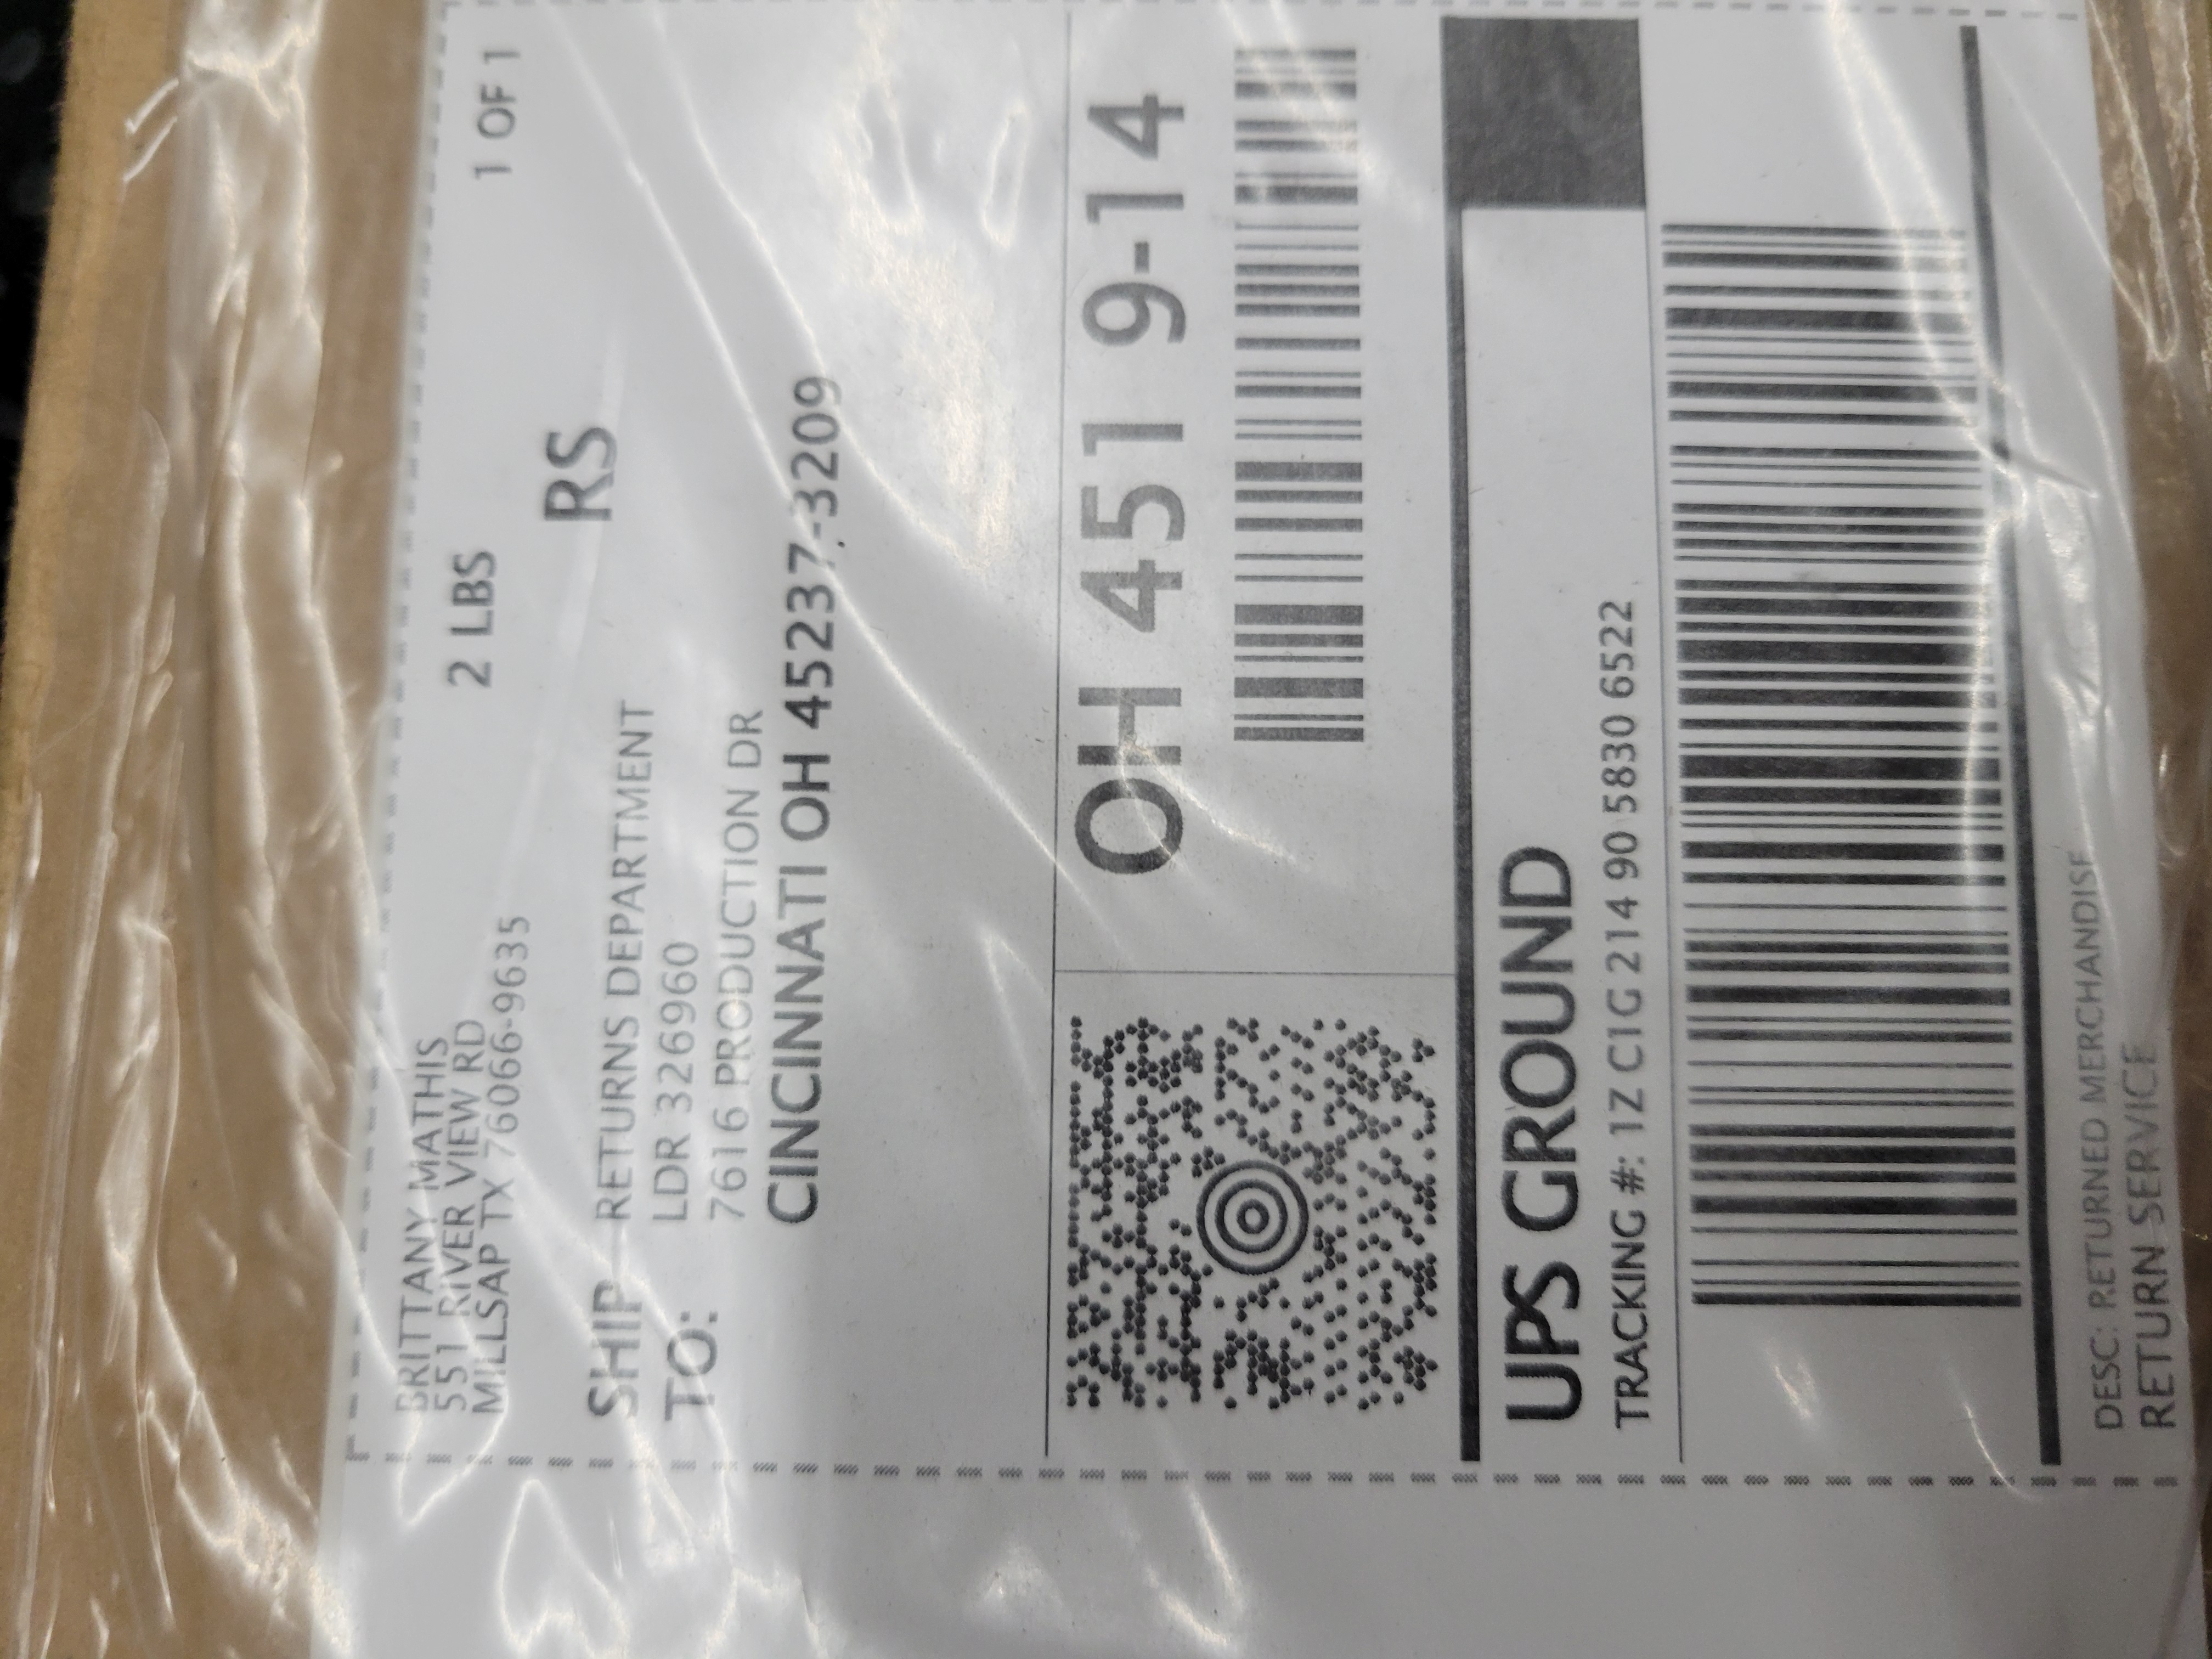 BRITTANY MATHIS
551 RIVER VIEW RD
MILLSAP TX 76066-9635
2 LBS
1 OF 1
RS
SHIP TO:
RETURNS DEPARTMENT
LDR 326960
7616 PRODUCTION DR
CINCINNATI OH 45237-3209
OH 451 9-14
UPS GROUND
TRACKING #: 1Z C1G 214 90 5830 6522
DESC: RETURNED MERCHANDISE
RETURN SERVICE